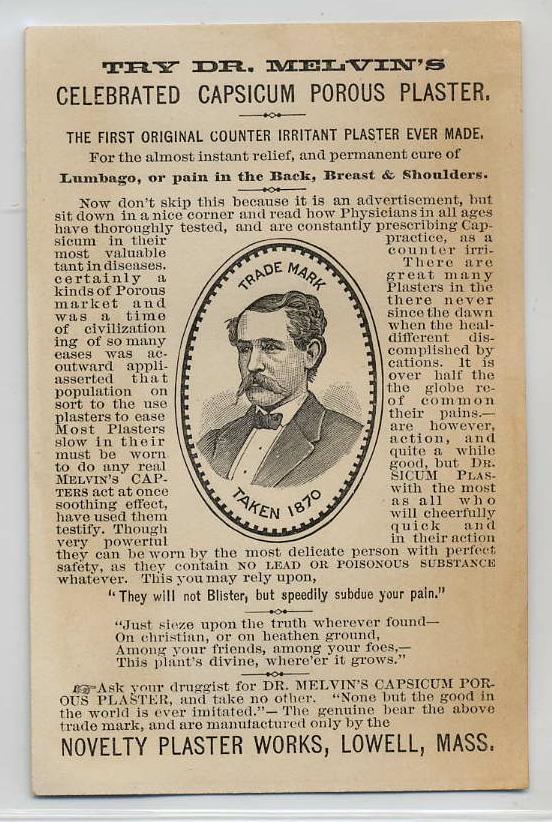 TRY DR. MELVIN'S
CELEBRATED CAPSICUM POROUS PLASTER.
THE FIRST ORIGINAL COUNTER IRRITANT PLASTER EVER MADE.
For the almost instant relief, and permanent cure of
Lumbago, or pain in the Back, Breast & Shoulders.
Now don't skip this because it is an advertisement, but
sit down in a nice corner and read how Physicians in all ages
have thoroughly tested, and are constantly prescribing Cap-
sicum in their practice, as a
most valuable counter irri-
tant in diseases. There are
certainly a great many
kinds of Porous Plasters in the
market and there never
was a time since the dawn
of civilization when the heal-
ing of so many different dis-
eases was ac- complished by
outward appli- cations. It is
asserted that over half the
population on the globe re-
sort to the use of common
plasters to ease their pains.—
Most Plasters are however,
slow in their action, and
must be worn quite a while
to do any real good, but DR.
MELVIN'S CAP- SICUM PLAS-
TERS act at once with the most
soothing effect, as all who
have used them will cheerfully
testify. Though quick and
very powerful in their action
they can be worn by the most delicate person with perfect
safety, as they contain NO LEAD OR POISONOUS SUBSTANCE
whatever. This you may rely upon,
TRADE MARK
TAKEN 1870
"They will not Blister, but speedily subdue your pain."
"Just sieze upon the truth wherever found—
On christian, or on heathen ground,
Among your friends, among your foes,—
This plant's divine, where'er it grows."
☞Ask your druggist for DR. MELVIN'S CAPSICUM POR-
OUS PLASTER, and take no other. "None but the good in
the world is ever imitated."— The genuine bear the above
trade mark, and are manufactured only by the
NOVELTY PLASTER WORKS, LOWELL, MASS.